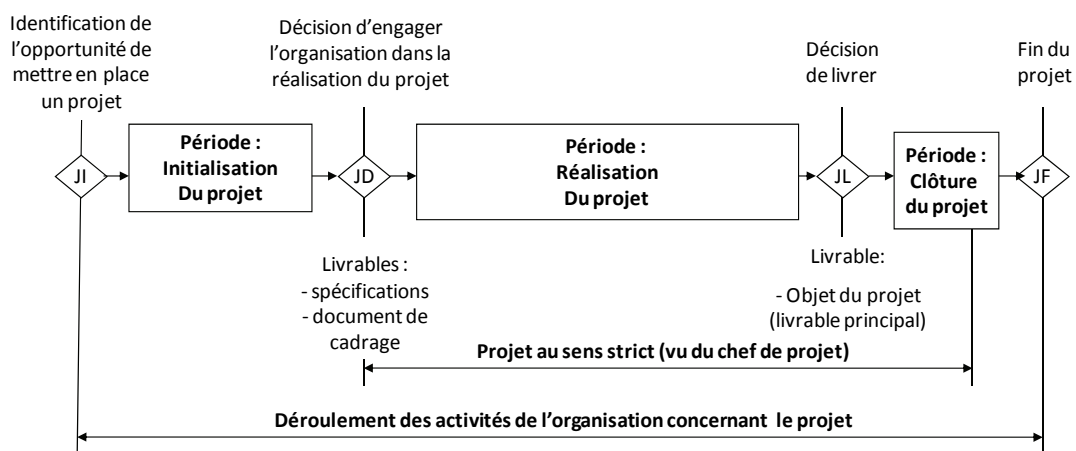 Identification de
l'opportunité de
mettre en place
un projet
Décision d'engager
l'organisation dans la
réalisation du projet
Décision
de livrer
Fin du
projet
JI
Période :
Initialisation
Du projet
JD
Période :
Réalisation
Du projet
JL
Période :
Clôture
du projet
JF
Livrables :
- spécifications
- document de
cadrage
Livrable:
- Objet du projet
(livrable principal)
Projet au sens strict (vu du chef de projet)
Déroulement des activités de l'organisation concernant le projet